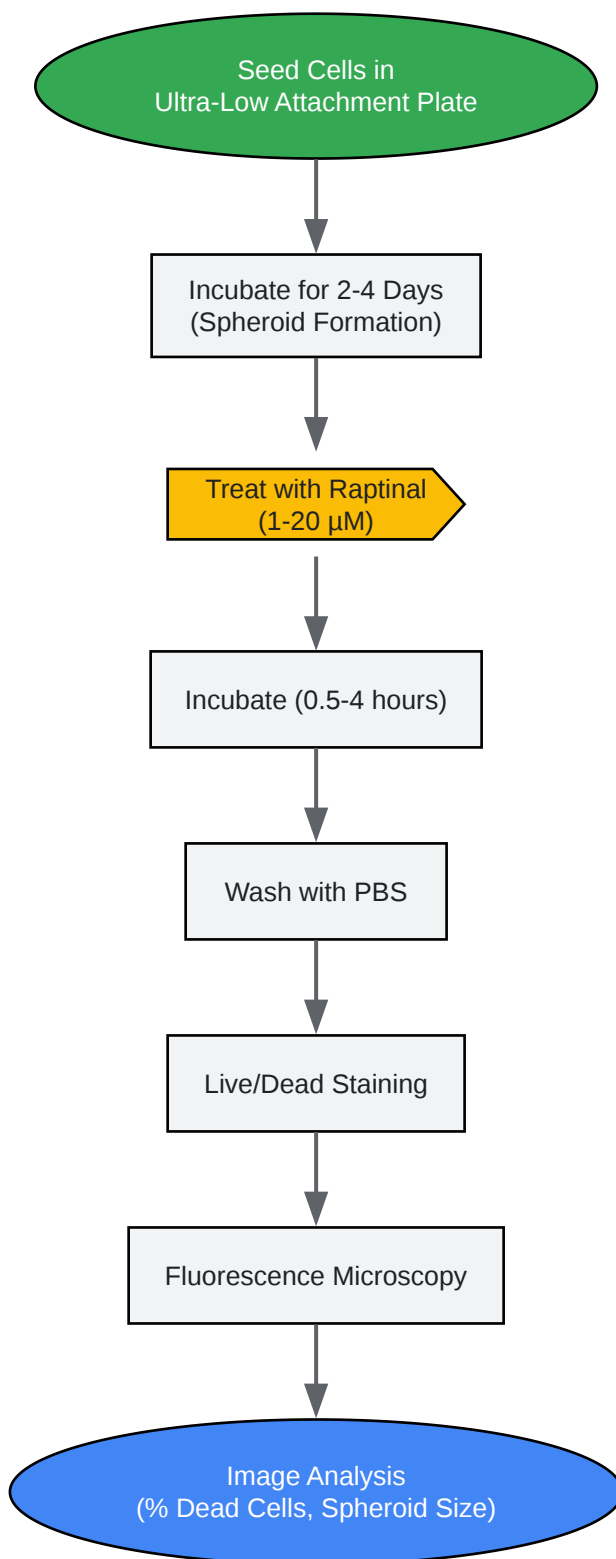 Seed Cells in
Ultra-Low Attachment Plate
Incubate for 2-4 Days
(Spheroid Formation)
Treat with Raptinal
(1-20 µM)
Incubate (0.5-4 hours)
Wash with PBS
Live/Dead Staining
Fluorescence Microscopy
Image Analysis
(% Dead Cells, Spheroid Size)